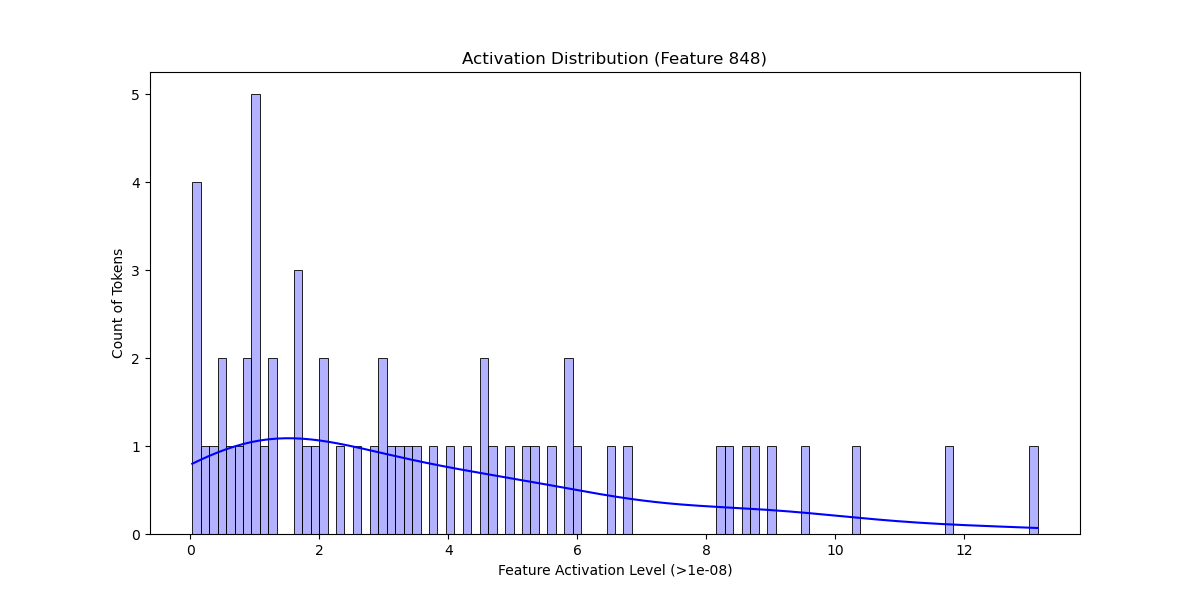 Activation Distribution (Feature 848)
5
4
3
2
1
0
Count of Tokens
0 2 4 6 8 10 12
Feature Activation Level (>1e-08)